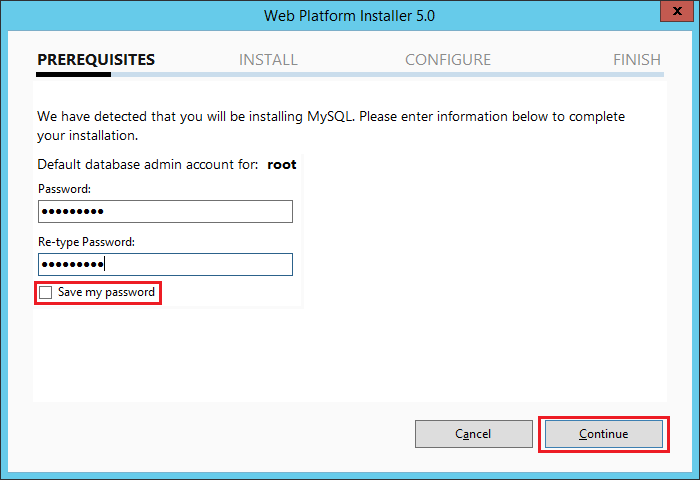 Web Platform Installer 5.0
x
PREREQUISITES INSTALL CONFIGURE FINISH
We have detected that you will be installing MySQL. Please enter information below to complete
your installation.
Default database admin account for: root
Password:
●●●●●●●●●
Re-type Password:
●●●●●●●●●
Save my password
Cancel Continue